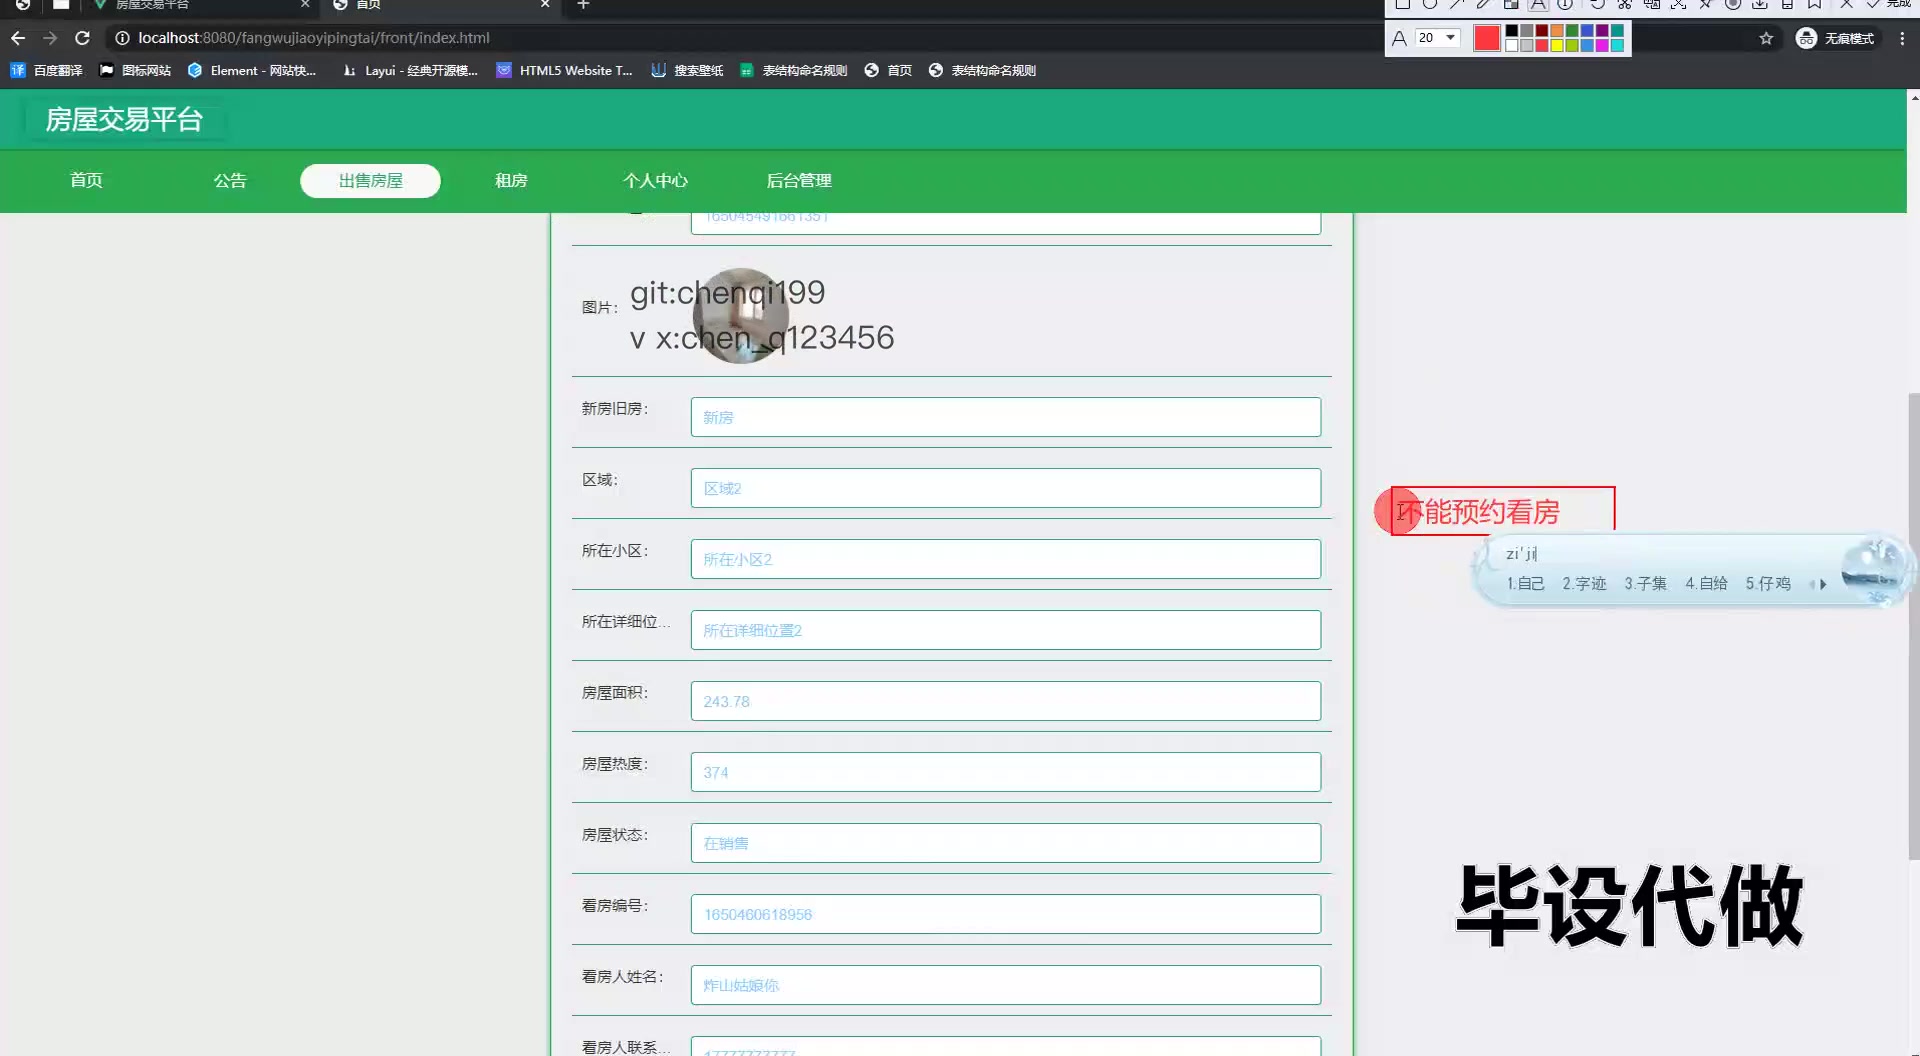 房屋交易平台
首页
完成
A 20
localhost:8080/fangwujiaoyipingtai/front/index.html
无痕模式
百度翻译
图标网站
Element - 网站快...
Layui - 经典开源模...
HTML5 Website T...
搜索壁纸
表结构命名规则
首页
表结构命名规则
房屋交易平台
首页
公告
出售房屋
租房
个人中心
后台管理
图片：
git:chenqi199
v x:chen_q123456
新房旧房：
新房
区域：
区域2
不能预约看房
所在小区：
所在小区2
zi'ji
1.自己 2.字迹 3.子集 4.自给 5.仔鸡
所在详细位...
所在详细位置2
房屋面积：
243.78
房屋热度：
374
房屋状态：
在销售
看房编号：
1650460618956
毕设代做
看房人姓名：
炸山姑娘你
看房人联系...
17777777777